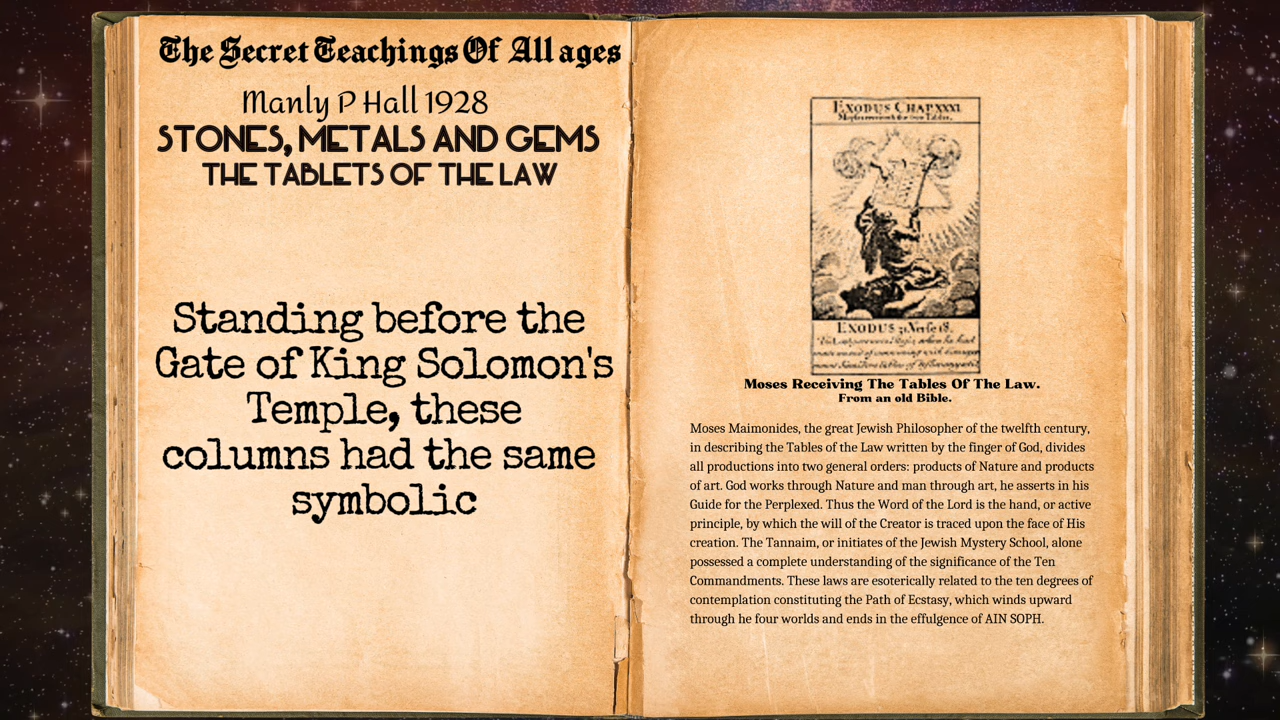 The Secret Teachings Of All ages
Manly P Hall 1928
STONES, METALS AND GEMS
THE TABLETS OF THE LAW
Standing before the
Gate of King Solomon's
Temple, these
columns had the same
symbolic
EXODUS CHAP.XXXI.
EXODUS 31 Verse 18.
Moses Receiving The Tables Of The Law.
From an old Bible.
Moses Maimonides, the great Jewish Philosopher of the twelfth century,
in describing the Tables of the Law written by the finger of God, divides
all productions into two general orders: products of Nature and products
of art. God works through Nature and man through art, he asserts in his
Guide for the Perplexed. Thus the Word of the Lord is the hand, or active
principle, by which the will of the Creator is traced upon the face of His
creation. The Tannaim, or initiates of the Jewish Mystery School, alone
possessed a complete understanding of the significance of the Ten
Commandments. These laws are esoterically related to the ten degrees of
contemplation constituting the Path of Ecstasy, which winds upward
through he four worlds and ends in the effulgence of AIN SOPH.